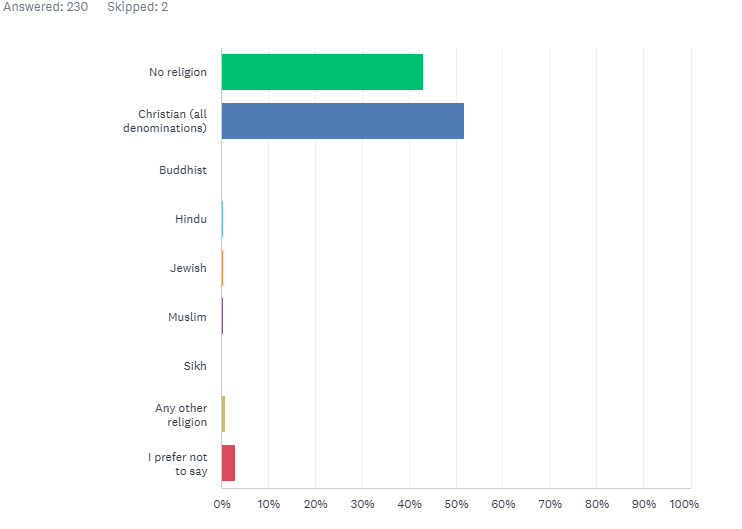 Answered: 230 Skipped: 2
No religion
Christian (all
denominations)
Buddhist
Hindu
Jewish
Muslim
Sikh
Any other
religion
I prefer not
to say
0% 10% 20% 30% 40% 50% 60% 70% 80% 90% 100%